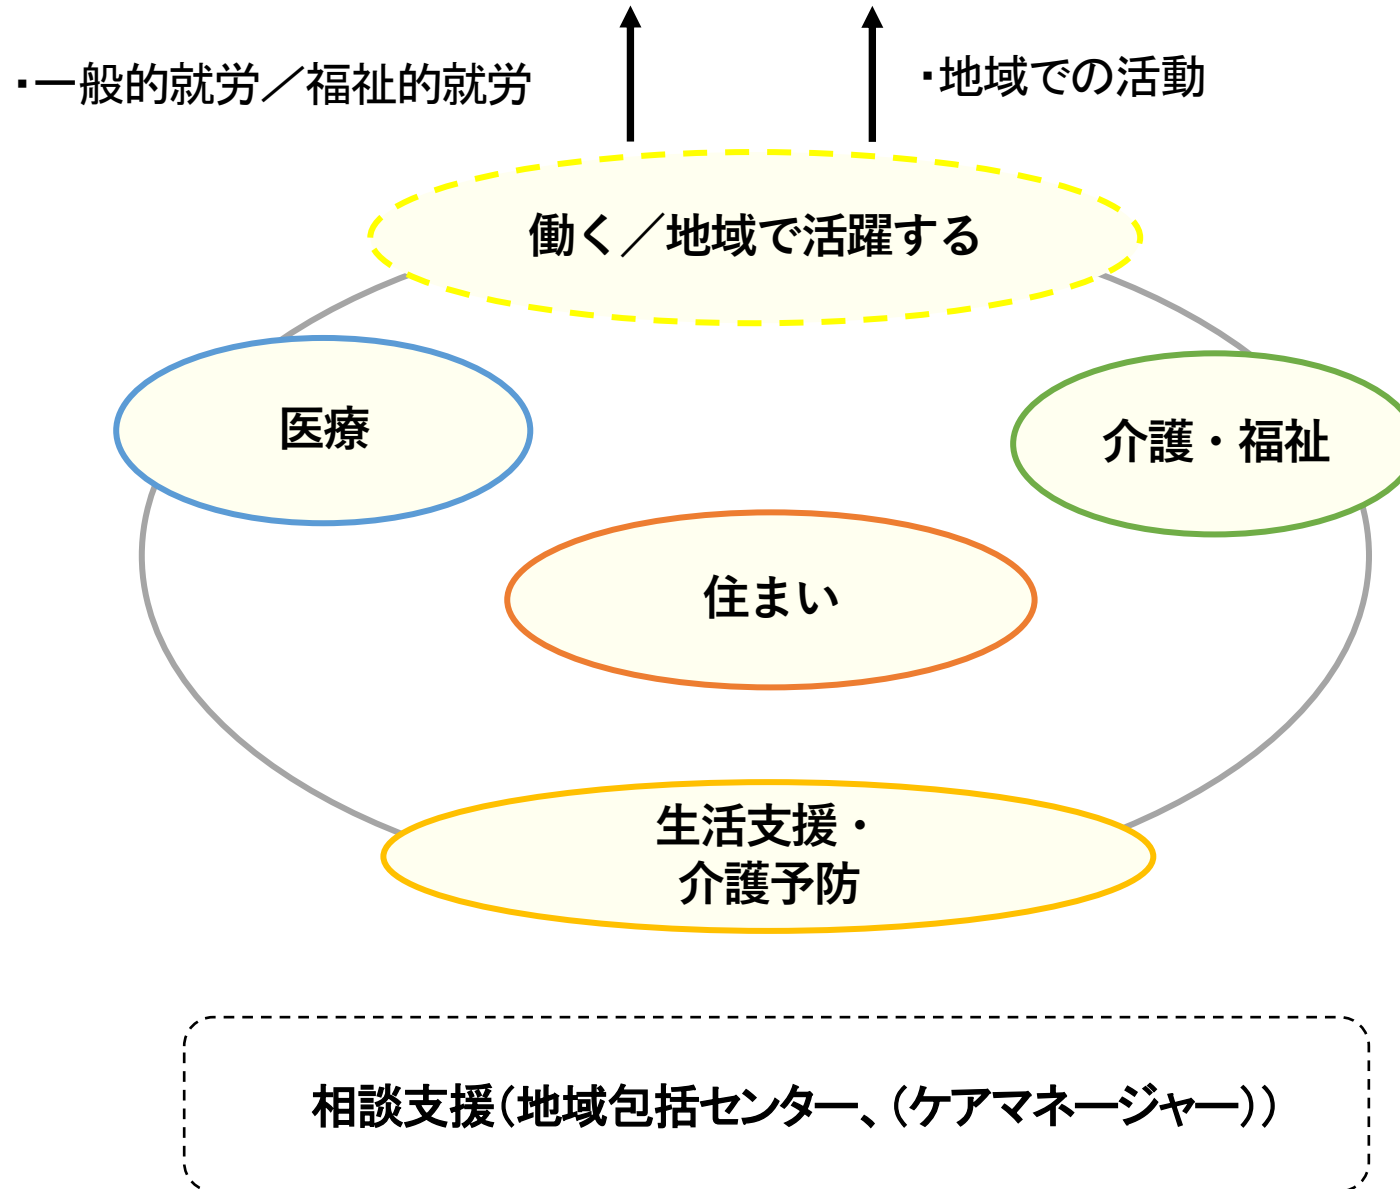 ・一般的就労／福祉的就労
・地域での活動
働く／地域で活躍する
医療
介護・福祉
住まい
生活支援・
介護予防
相談支援（地域包括センター、（ケアマネージャー））